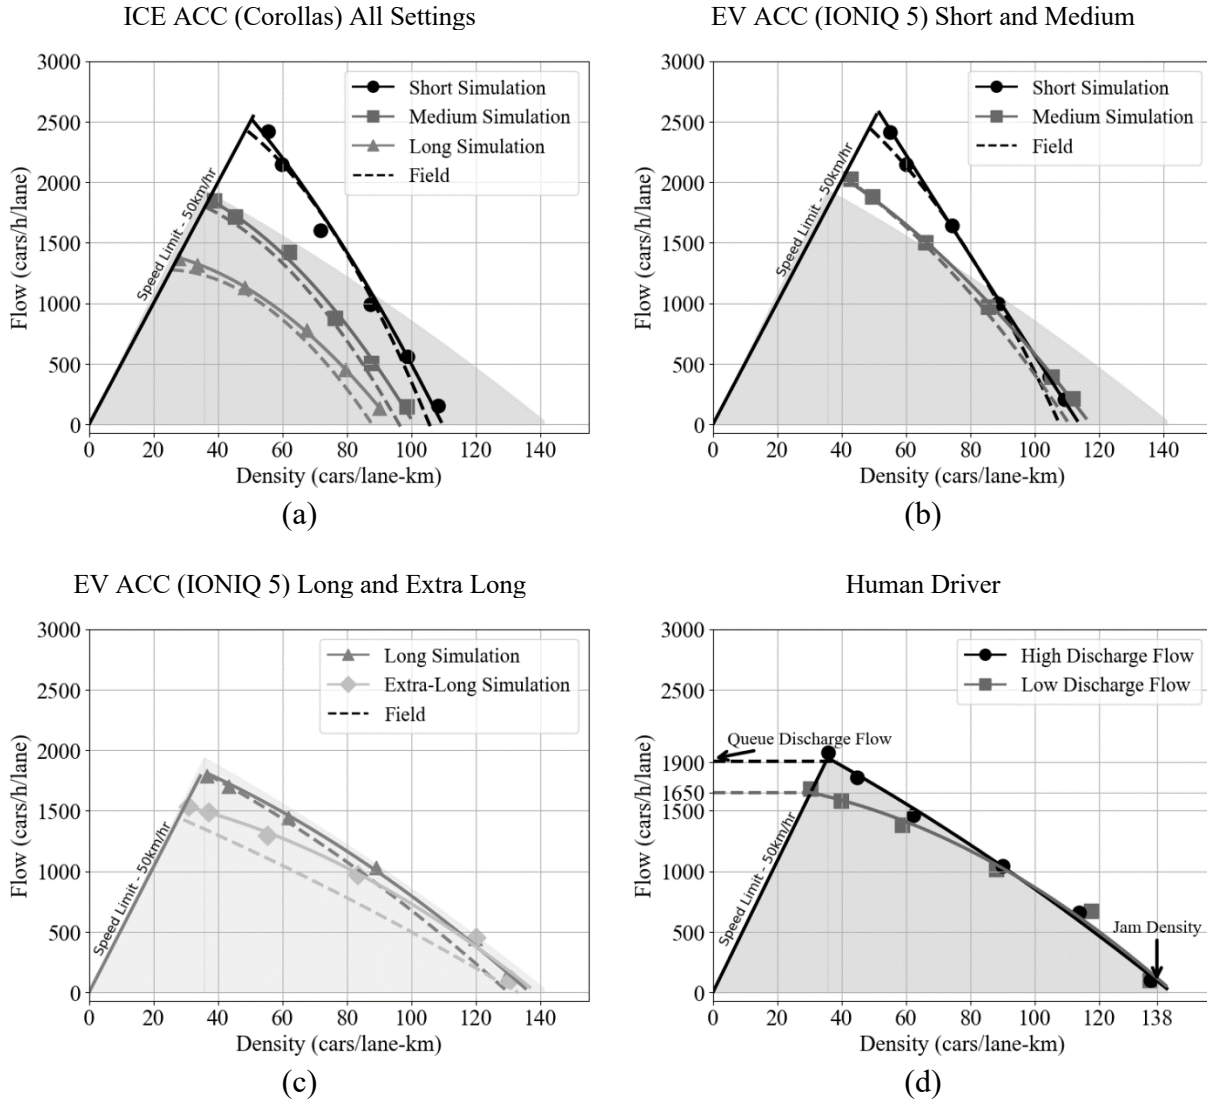 ICE ACC (Corollas) All Settings
EV ACC (IONIQ 5) Short and Medium
3000
2500
2000
1500
1000
500
0
Flow (cars/h/lane)
Speed Limit - 50km/hr
Short Simulation
Medium Simulation
Long Simulation
Field
0 20 40 60 80 100 120 140
Density (cars/lane-km)
(a)
3000
2500
2000
1500
1000
500
0
Flow (cars/h/lane)
Speed Limit - 50km/hr
Short Simulation
Medium Simulation
Field
0 20 40 60 80 100 120 140
Density (cars/lane-km)
(b)
EV ACC (IONIQ 5) Long and Extra Long
Human Driver
3000
2500
2000
1500
1000
500
0
Flow (cars/h/lane)
Speed Limit - 50km/hr
Long Simulation
Extra-Long Simulation
Field
0 20 40 60 80 100 120 140
Density (cars/lane-km)
(c)
3000
2500
1900
1650
1500
1000
500
0
Flow (cars/h/lane)
Speed Limit - 50km/hr
High Discharge Flow
Low Discharge Flow
Queue Discharge Flow
Jam Density
0 20 40 60 80 100 120 138
Density (cars/lane-km)
(d)